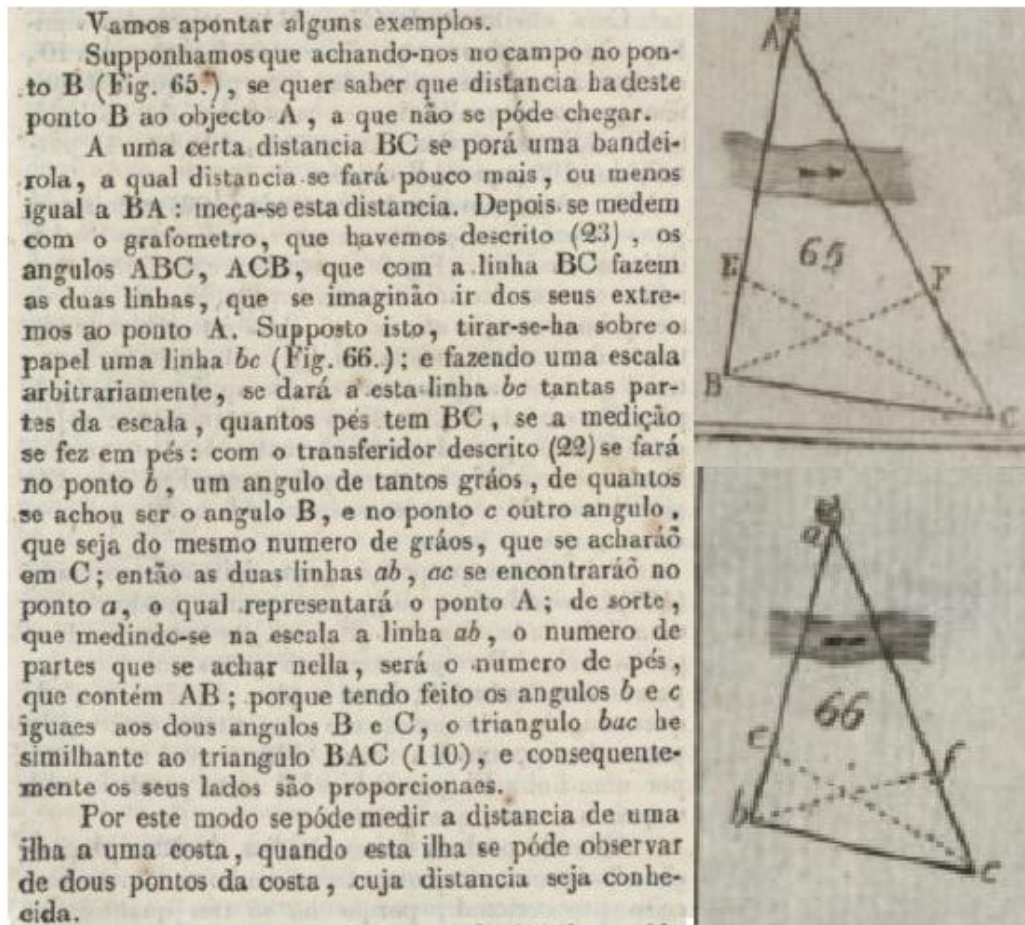 Vamos apontar alguns exemplos.
Supponhamos que achando-nos no campo no pon-
to B (Fig. 65.), se quer saber que distancia ha deste
ponto B ao objecto A, a que não se póde chegar.
A uma certa distancia BC se porá uma bandei-
rola, a qual distancia se fará pouco mais, ou menos
igual a BA: meça-se esta distancia. Depois se medem
com o grafometro, que havemos descrito (23), os
angulos ABC, ACB, que com a linha BC fazem
as duas linhas, que se imaginão ir dos seus extre-
mos ao ponto A. Supposto isto, tirar-se-ha sobre o
papel uma linha bc (Fig. 66.); e fazendo uma escala
arbitrariamente, se dará a esta linha bc tantas par-
tes da escala, quantos pés tem BC, se a medição
se fez em pés: com o transferidor descrito (22) se fará
no ponto b, um angulo de tantos gráos, de quantos
se achou ser o angulo B, e no ponto c outro angulo,
que seja do mesmo numero de gráos, que se acharáõ
em C; então as duas linhas ab, ac se encontraráõ no
ponto a, o qual representará o ponto A; de sorte,
que medindo-se na escala a linha ab, o numero de
partes que se achar nella, será o numero de pés,
que contém AB; porque tendo feito os angulos b e c
iguaes aos dous angulos B e C, o triangulo bac he
similhante ao triangulo BAC (110), e consequente-
mente os seus lados são proporcionaes.
Por este modo se póde medir a distancia de uma
ilha a uma costa, quando esta ilha se póde observar
de dous pontos da costa, cuja distancia seja conhe-
cida.
A
65
E
F
B
C
a
66
e
f
b
c